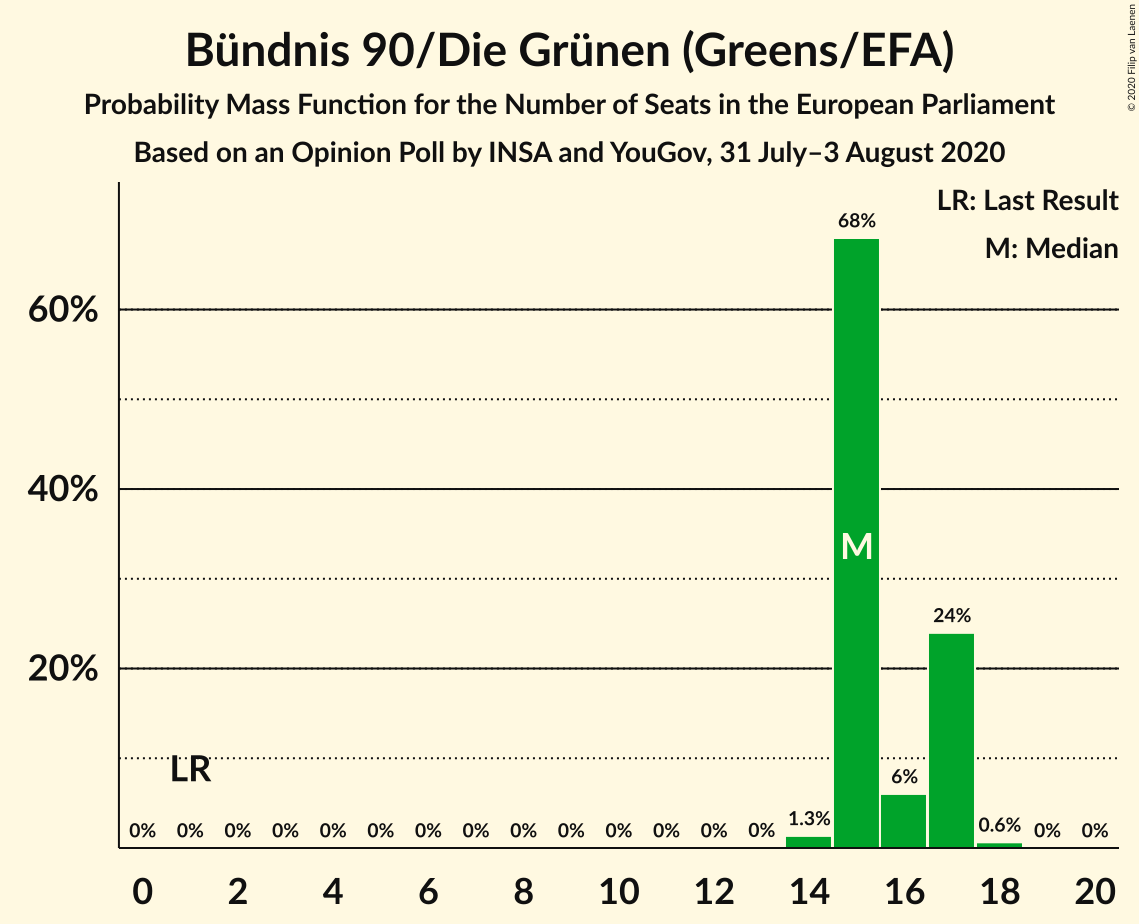 Bündnis 90/Die Grünen (Greens/EFA)
Probability Mass Function for the Number of Seats in the European Parliament
Based on an Opinion Poll by INSA and YouGov, 31 July–3 August 2020
© 2020 Filip van Laenen
LR: Last Result
M: Median
68%
60%
40%
M
24%
20%
LR
6%
0% 0% 0% 0% 0% 0% 0% 0% 0% 0% 0% 0% 0% 0% 1.3% 0.6% 0% 0%
0 2 4 6 8 10 12 14 16 18 20